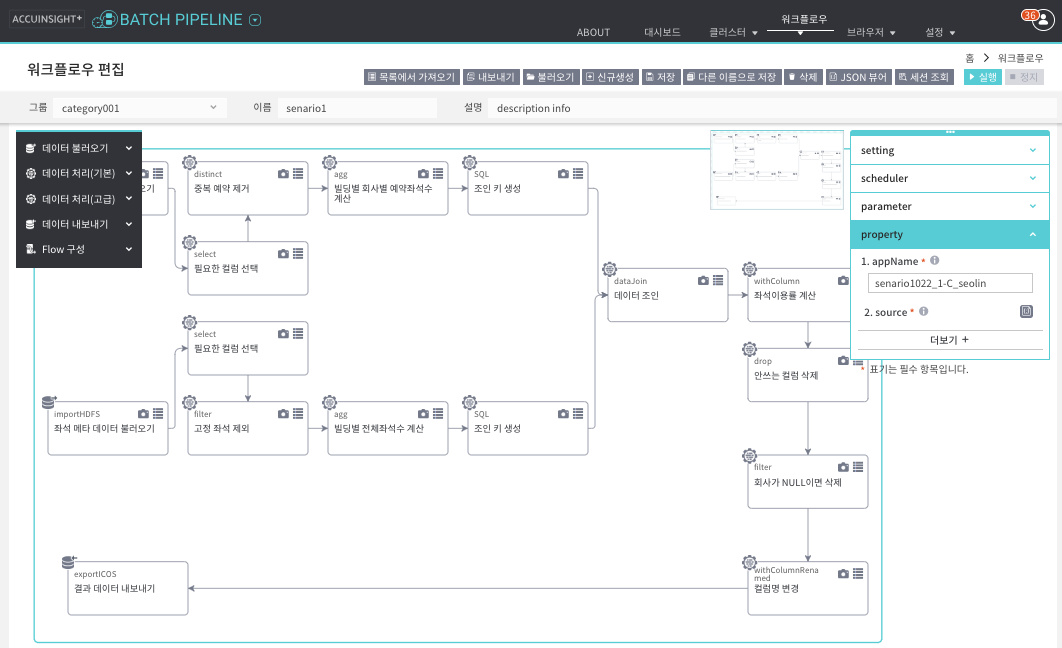 ACCUINSIGHT+
BATCH PIPELINE
ABOUT
대시보드
클러스터
워크플로우
브라우저
설정
36
워크플로우 편집
홈 > 워크플로우
목록에서 가져오기
내보내기
불러오기
신규생성
저장
다른 이름으로 저장
삭제
JSON 뷰어
세션 조회
실행
정지
그룹
category001
이름
senario1
설명
description info
데이터 불러오기
데이터 처리(기본)
데이터 처리(고급)
데이터 내보내기
Flow 구성
오기
distinct
중복 예약 제거
agg
빌딩별 회사별 예약좌석수
계산
SQL
조인 키 생성
select
필요한 컬럼 선택
dataJoin
데이터 조인
withColumn
좌석이용률 계산
select
필요한 컬럼 선택
drop
안쓰는 컬럼 삭제
importHDFS
좌석 메타 데이터 불러오기
filter
고정 좌석 제외
agg
빌딩별 전체좌석수 계산
SQL
조인 키 생성
filter
회사가 NULL이면 삭제
exportICOS
결과 데이터 내보내기
withColumnRena
med
컬럼명 변경
setting
scheduler
parameter
property
1. appName *
senario1022_1-C_seolin
2. source *
더보기 +
* 표기는 필수 항목입니다.